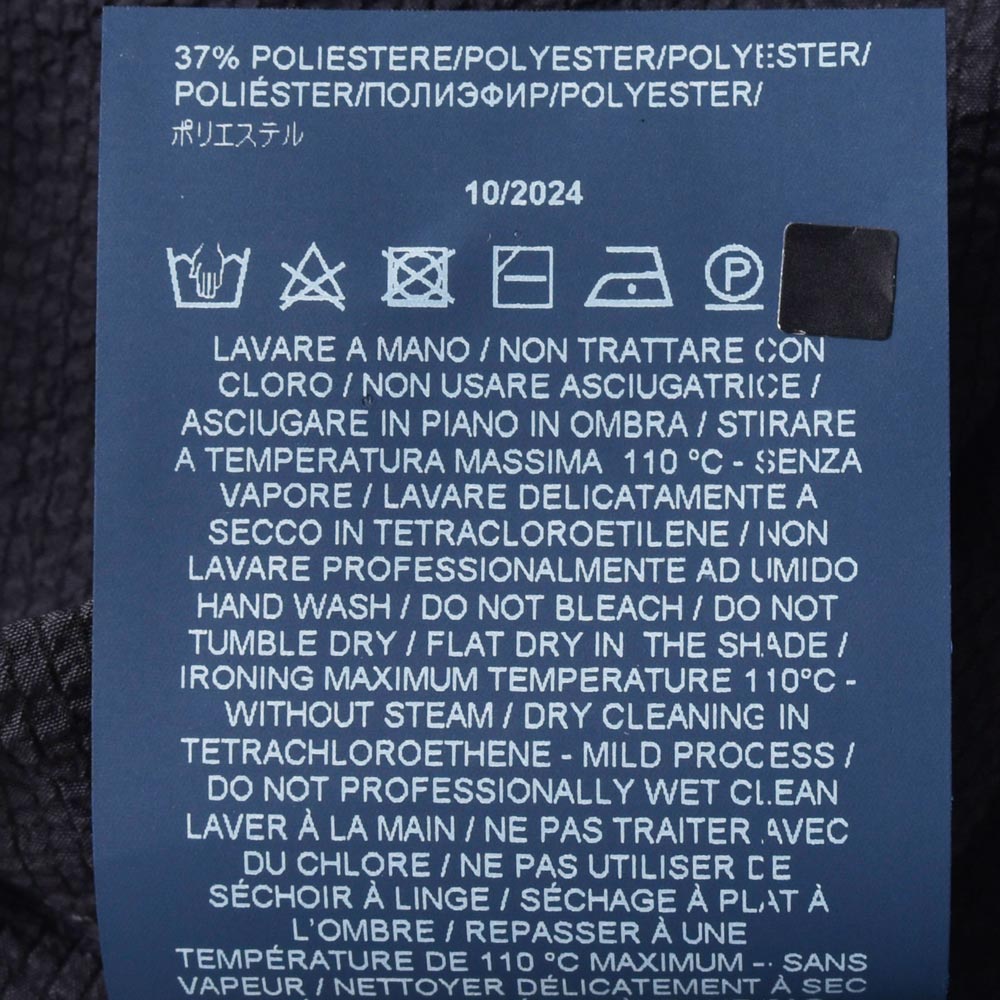 37% POLIESTERE/POLYESTER/POLYESTER/
POLIÉSTER/ПОЛИЭФИР/POLYESTER/
ポリエステル
10/2024
P
LAVARE A MANO / NON TRATTARE CON
CLORO / NON USARE ASCIUGATRICE /
ASCIUGARE IN PIANO IN OMBRA / STIRARE
A TEMPERATURA MASSIMA 110 °C - SENZA
VAPORE / LAVARE DELICATAMENTE A
SECCO IN TETRACLOROETILENE / NON
LAVARE PROFESSIONALMENTE AD UMIDO
HAND WASH / DO NOT BLEACH / DO NOT
TUMBLE DRY / FLAT DRY IN THE SHADE /
IRONING MAXIMUM TEMPERATURE 110°C -
WITHOUT STEAM / DRY CLEANING IN
TETRACHLOROETHENE - MILD PROCESS /
DO NOT PROFESSIONALLY WET CLEAN
LAVER À LA MAIN / NE PAS TRAITER AVEC
DU CHLORE / NE PAS UTILISER DE
SÉCHOIR À LINGE / SÉCHAGE À PLAT À
L'OMBRE / REPASSER À UNE
TEMPÉRATURE DE 110 °C MAXIMUM - SANS
VAPEUR / NETTOYER DÉLICATEMENT À SEC